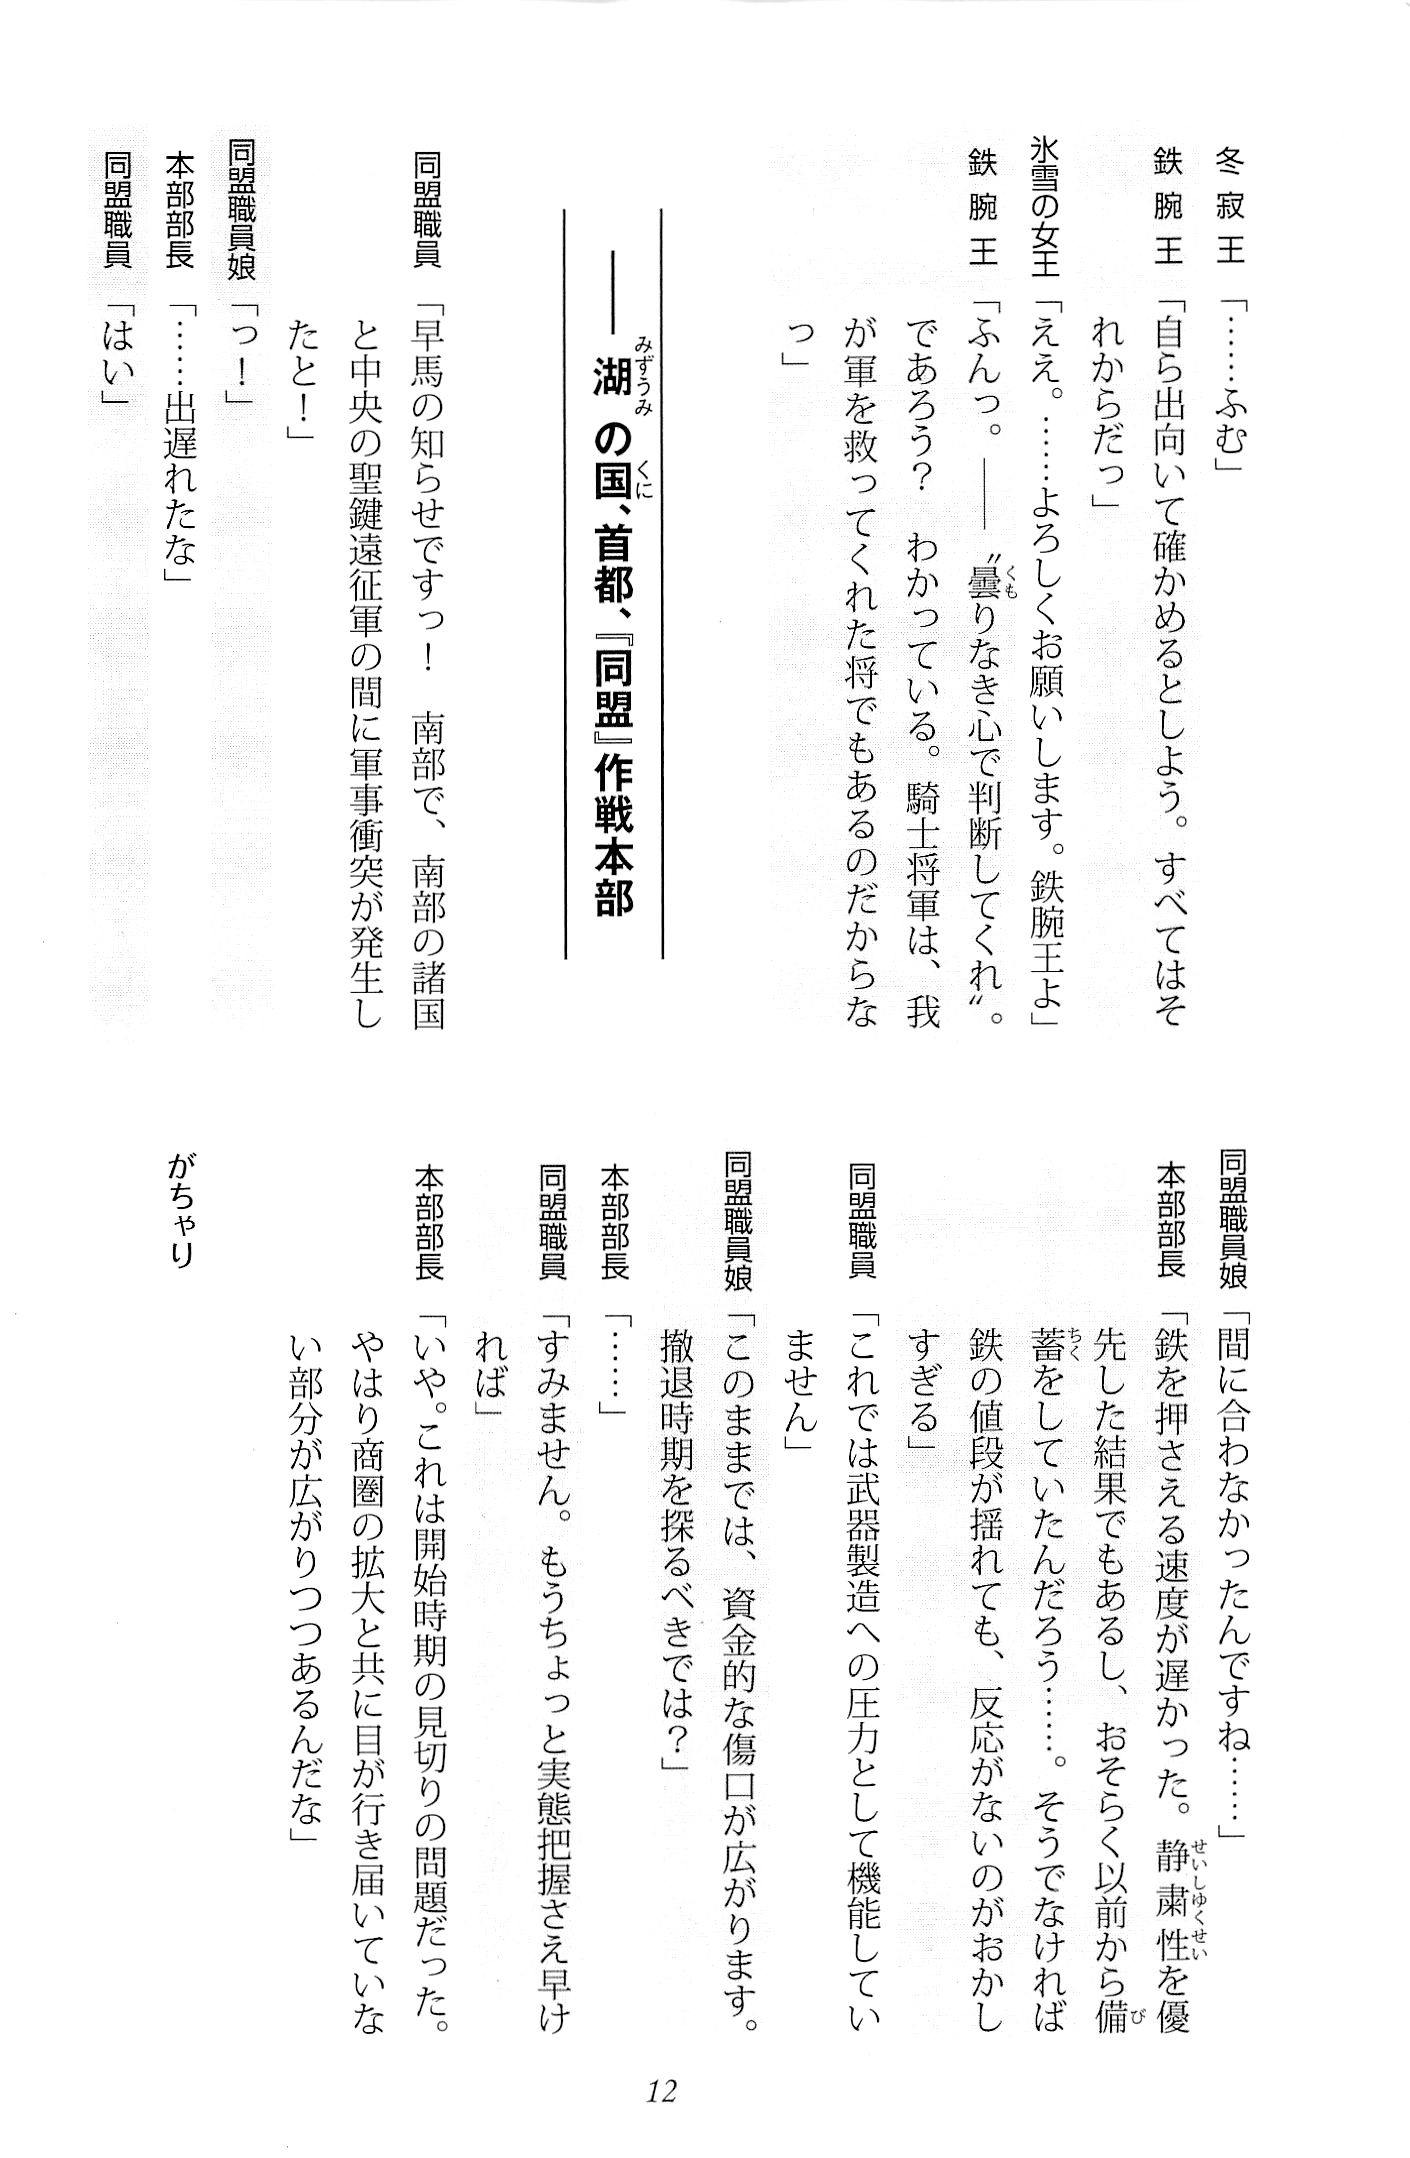 冬寂王「……ふむ」
鉄腕王「自ら出向いて確かめるとしよう。すべてはそ
れからだっ」
氷雪の女王「ええ。……よろしくお願いします。鉄腕王よ」
鉄腕王「ふんっ。――〝曇りなき心で判断してくれ〟。
であろう？　わかっている。騎士将軍は、我
が軍を救ってくれた将でもあるのだからな
っ」
――湖の国、首都、『同盟』作戦本部
同盟職員「早馬の知らせですっ！　南部で、南部の諸国
と中央の聖鍵遠征軍の間に軍事衝突が発生し
たと！」
同盟職員娘「っ！」
本部部長「……出遅れたな」
同盟職員「はい」
同盟職員娘「間に合わなかったんですね……」
本部部長「鉄を押さえる速度が遅かった。静粛性を優
先した結果でもあるし、おそらく以前から備
蓄をしていたんだろう……。そうでなければ
鉄の値段が揺れても、反応がないのがおかし
すぎる」
同盟職員「これでは武器製造への圧力として機能してい
ません」
同盟職員娘「このままでは、資金的な傷口が広がります。
撤退時期を探るべきでは？」
本部部長「……」
同盟職員「すみません。もうちょっと実態把握さえ早け
れば」
本部部長「いや。これは開始時期の見切りの問題だった。
やはり商圏の拡大と共に目が行き届いていな
い部分が広がりつつあるんだな」
がちゃり
12